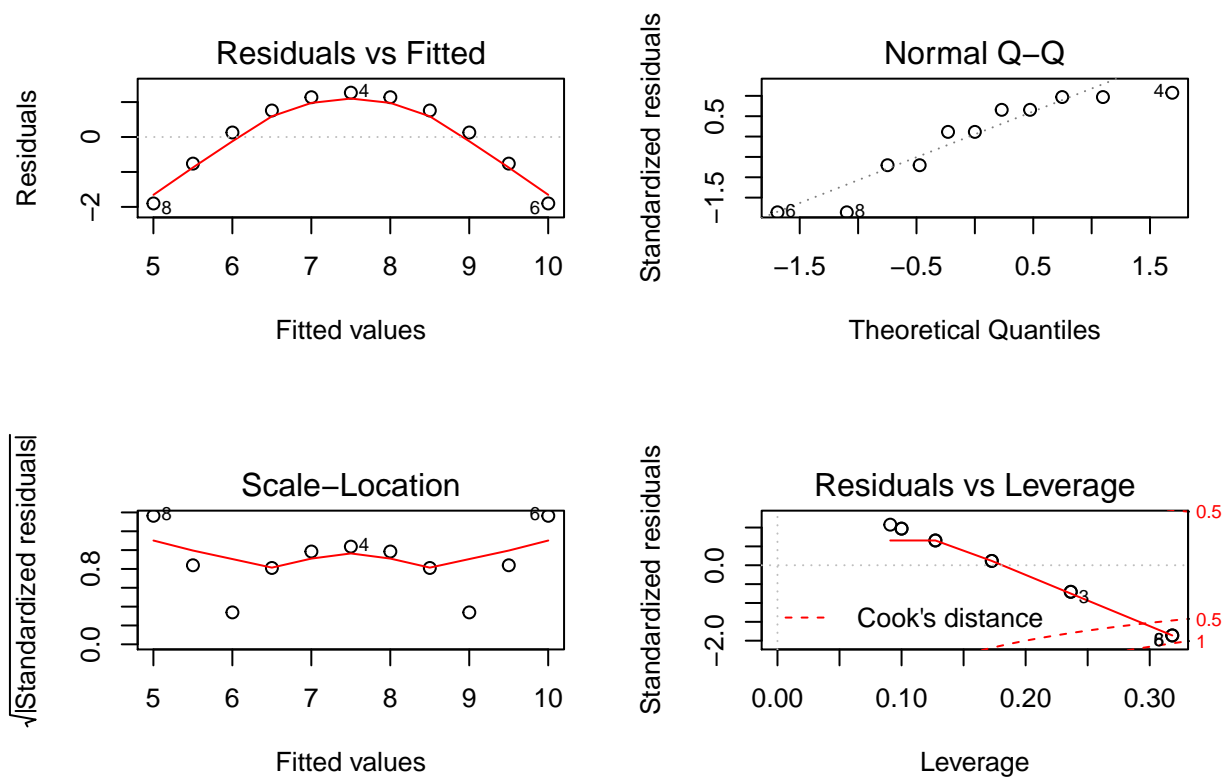 Residuals vs Fitted
Residuals
0
−2
4
8
6
5 6 7 8 9 10
Fitted values
Normal Q−Q
Standardized residuals
0.5
−1.5
4
6
8
−1.5 −0.5 0.5 1.5
Theoretical Quantiles
Scale−Location
√|Standardized residuals|
0.8
0.0
8
4
6
5 6 7 8 9 10
Fitted values
Residuals vs Leverage
Standardized residuals
0.0
−2.0
0.5
3
Cook's distance
0.5
1
0.00 0.10 0.20 0.30
Leverage